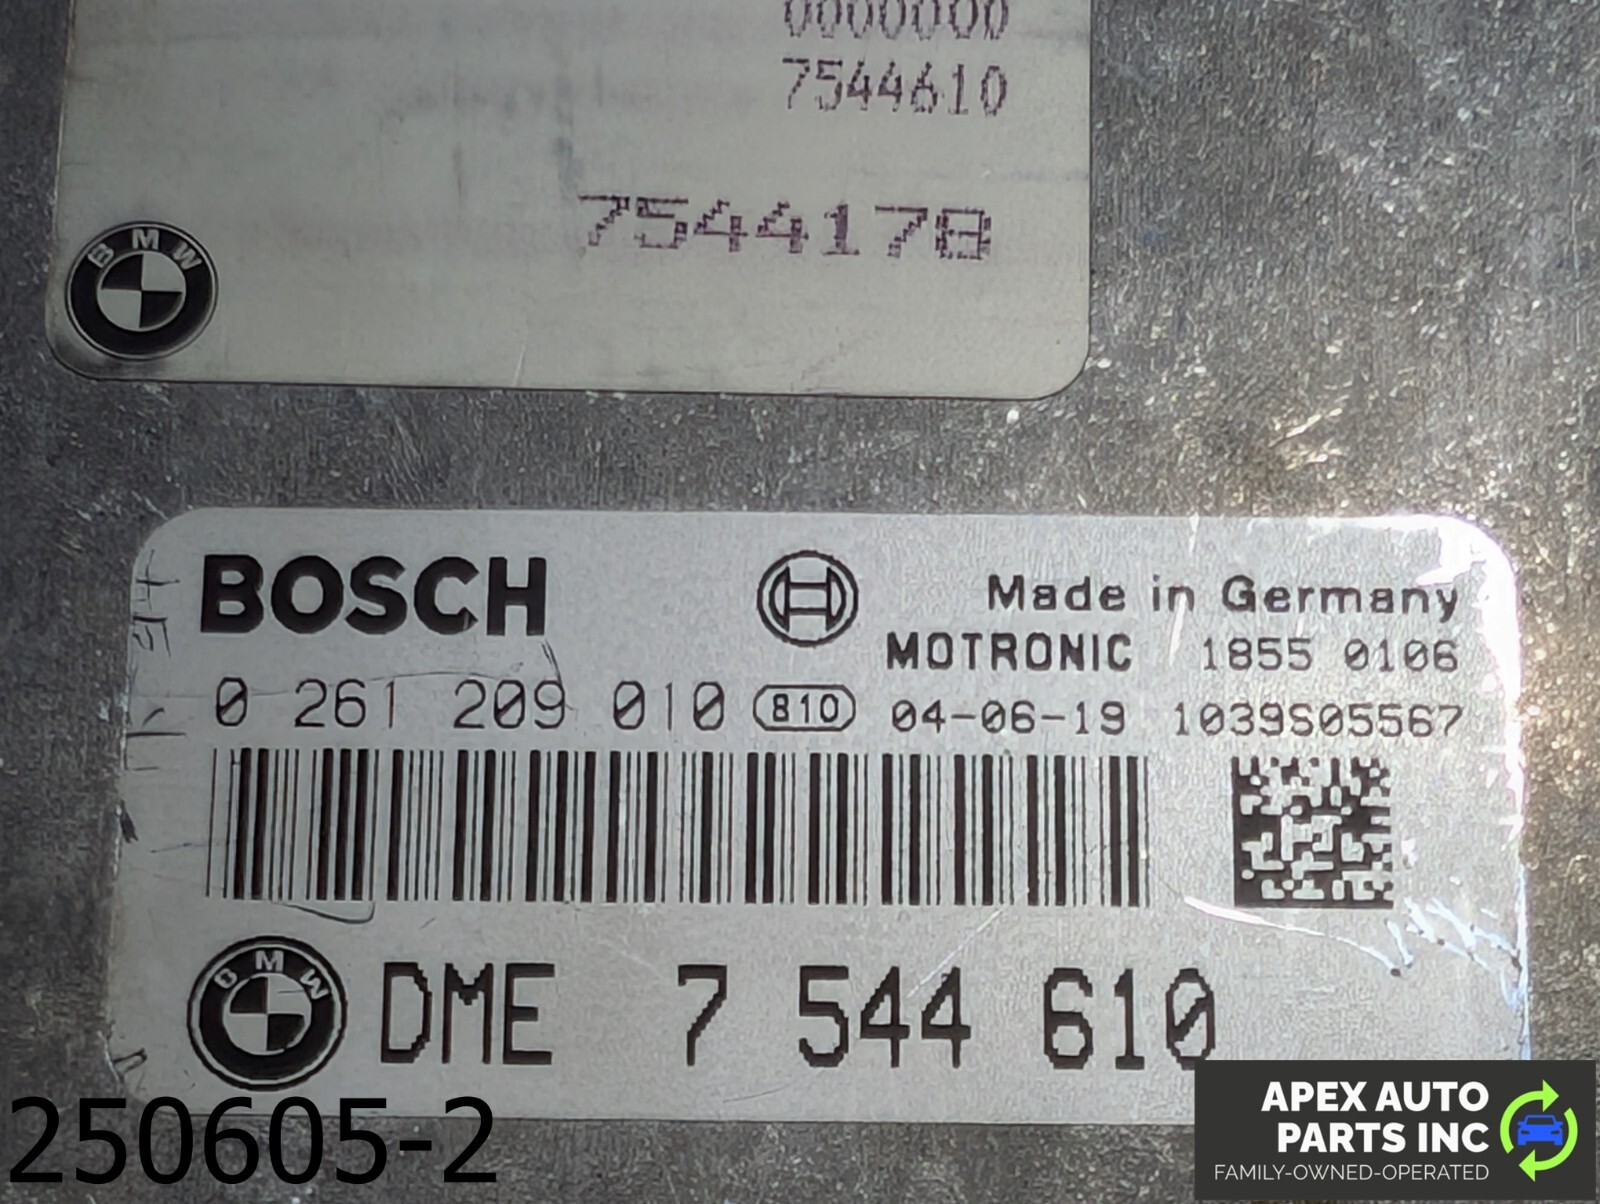 0000000
7544610
7544178
BMW
BOSCH
Made in Germany
MOTRONIC 1855 0106
0 261 209 010 810 04-06-19 1039S05567
BMW
DME 7 544 610
250605-2
APEX AUTO
PARTS INC
FAMILY-OWNED-OPERATED